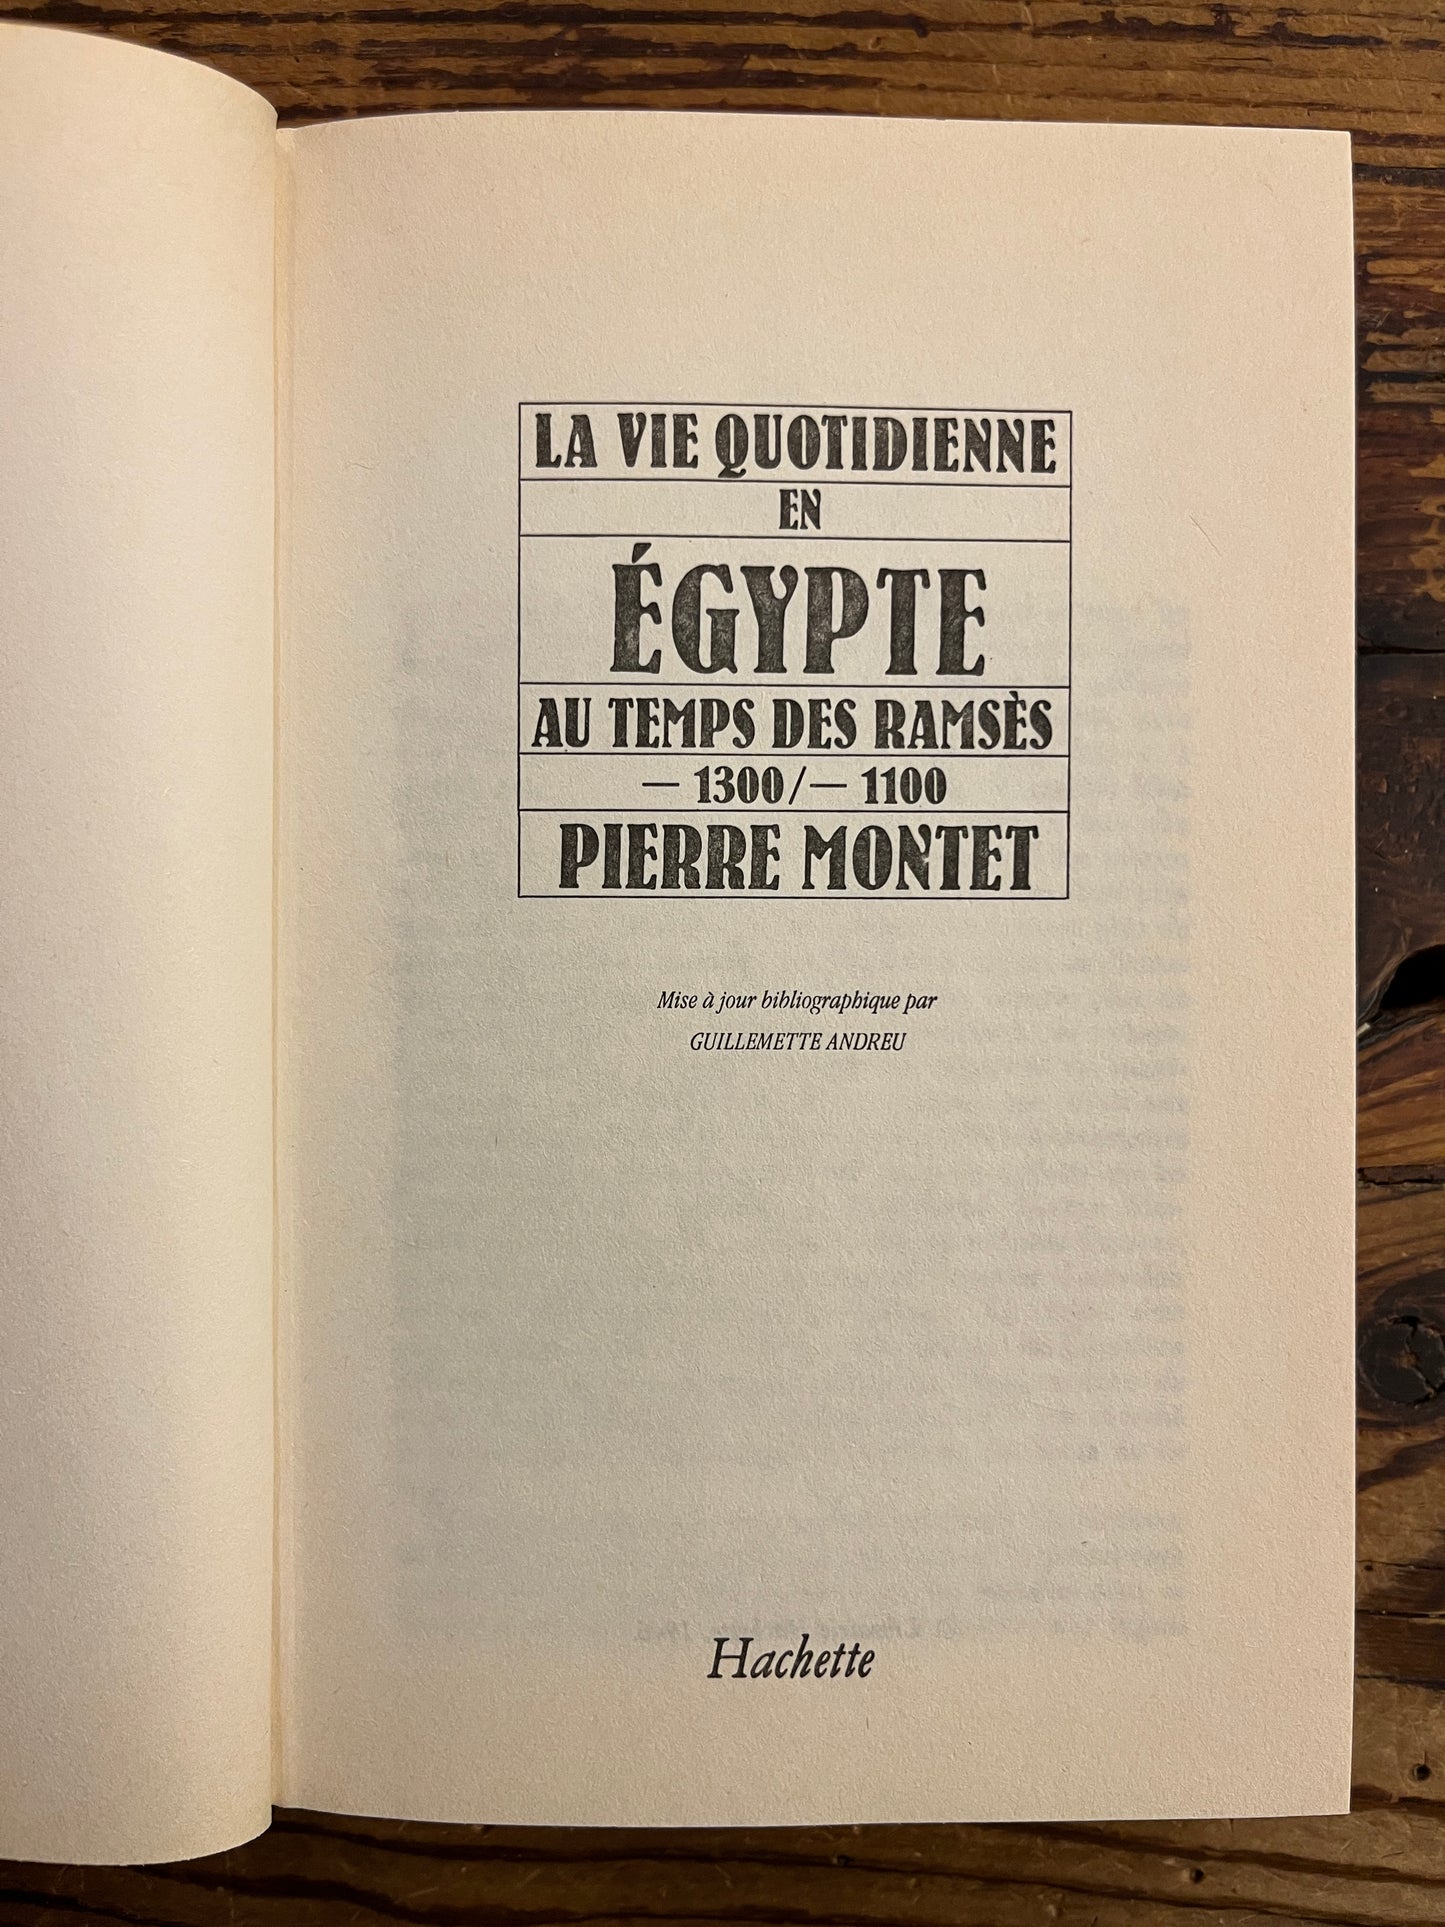 LA VIE QUOTIDIENNE
EN
ÉGYPTE
AU TEMPS DES RAMSÈS
— 1300/— 1100
PIERRE MONTET
Mise à jour bibliographique par
GUILLEMETTE ANDREU
Hachette